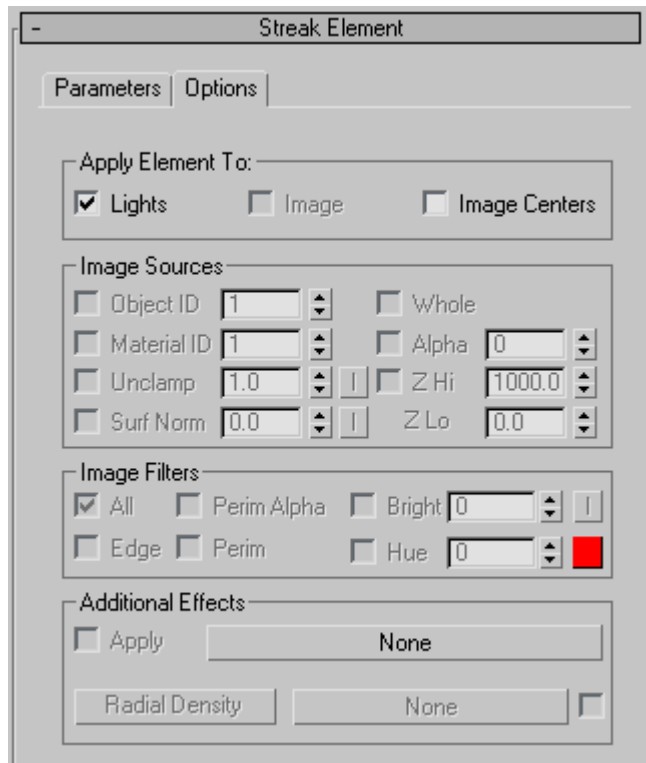 - Streak Element
Parameters Options
Apply Element To:
Lights Image Image Centers
Image Sources
Object ID 1 Whole
Material ID 1 Alpha 0
Unclamp 1.0 I Z Hi 1000.0
Surf Norm 0.0 I Z Lo 0.0
Image Filters
All Perim Alpha Bright 0 I
Edge Perim Hue 0
Additional Effects
Apply None
Radial Density None